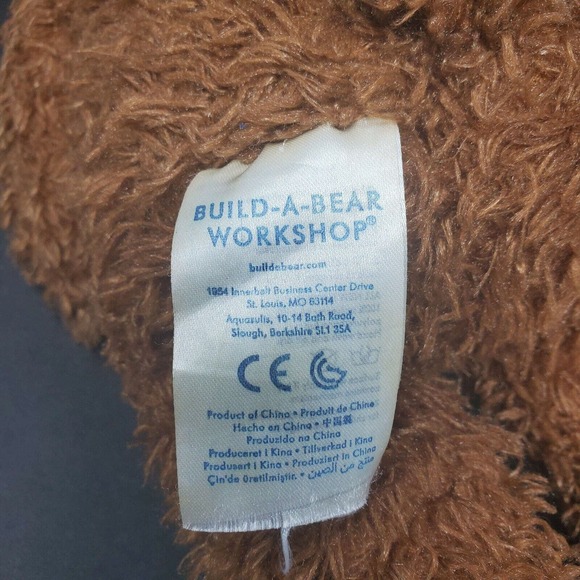 BUILD-A-BEAR
WORKSHOP®
buildabear.com
1954 Innerbelt Business Center Drive
St. Louis, MO 63114
Aquasulis, 10-14 Bath Road,
Slough, Berkshire SL1 3SA
CE
Product of China • Produit de Chine
Hecho en China • 中国製
Produzido na China
Produceret i Kina • Tillverkad i Kina
Produsert i Kina • Produziert in China
Çin'de üretilmiştir. • منتج من الصين